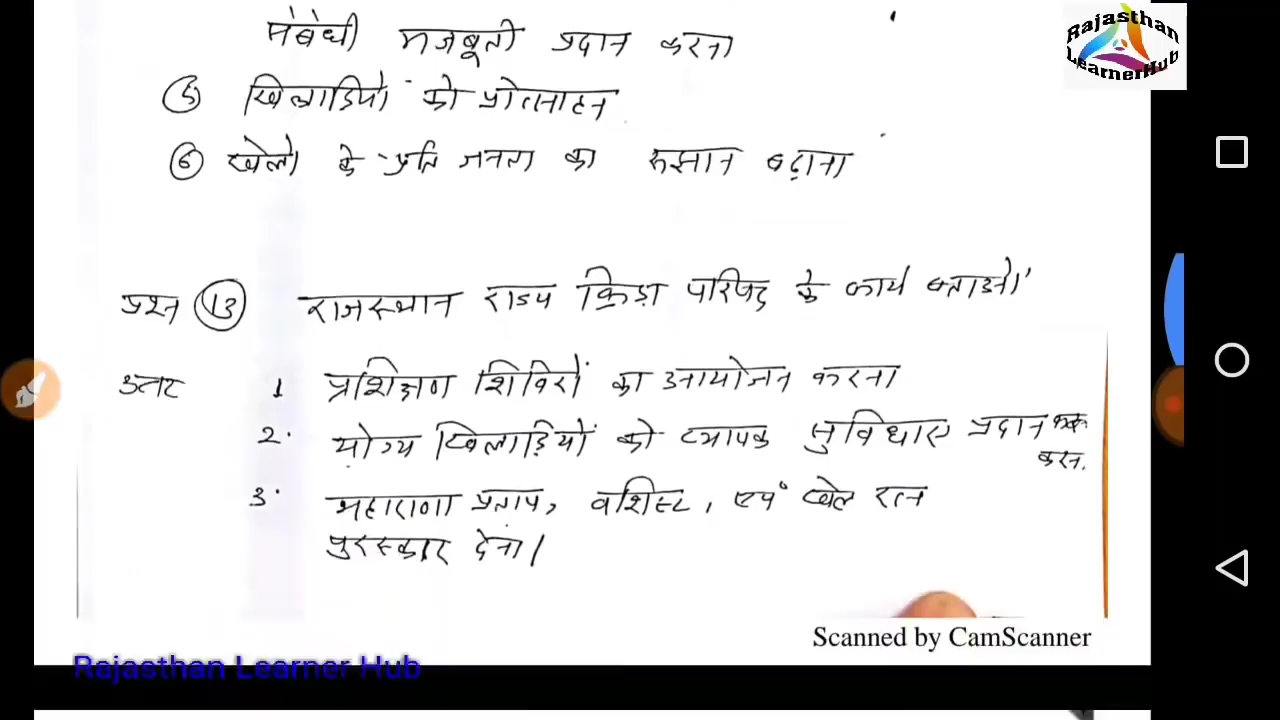 संबंधी मजबूती प्रदान करना
Rajasthan
LearnerHub
⑤ खिलाडियों को प्रोत्साहन
⑥ खेलो के प्रति जनता का रुझान बढ़ाना
प्रश्न ⑬ राजस्थान राज्य क्रिडा परिषद के कार्य बताओ।
उत्तर 1 प्रशिक्षण शिविरों का आयोजन करना
2. योग्य खिलाड़ियों को व्यापक सुविधाए प्रदान
करना.
3. महाराणा प्रताप, वशिस्ट, एवं खेल रत्न
पुरस्कार देना।
Scanned by CamScanner
Rajasthan Learner Hub